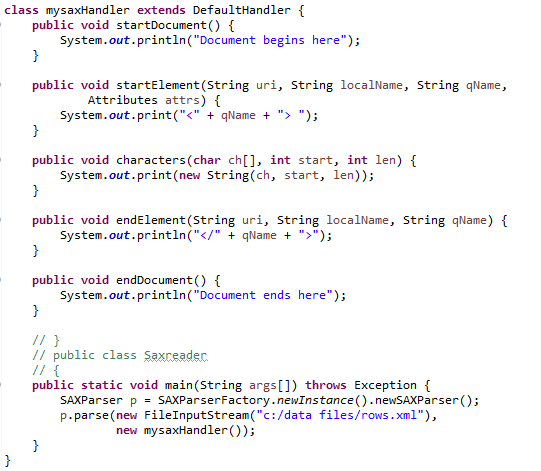 class mysaxHandler extends DefaultHandler {
    public void startDocument() {
        System.out.println("Document begins here");
    }

    public void startElement(String uri, String localName, String qName,
            Attributes attrs) {
        System.out.print("<" + qName + "> ");
    }

    public void characters(char ch[], int start, int len) {
        System.out.print(new String(ch, start, len));
    }

    public void endElement(String uri, String localName, String qName) {
        System.out.println("</" + qName + ">");
    }

    public void endDocument() {
        System.out.println("Document ends here");
    }

    // }
    // public class Saxreader
    // {
    public static void main(String args[]) throws Exception {
        SAXParser p = SAXParserFactory.newInstance().newSAXParser();
        p.parse(new FileInputStream("c:/data files/rows.xml"),
                new mysaxHandler());
    }
}